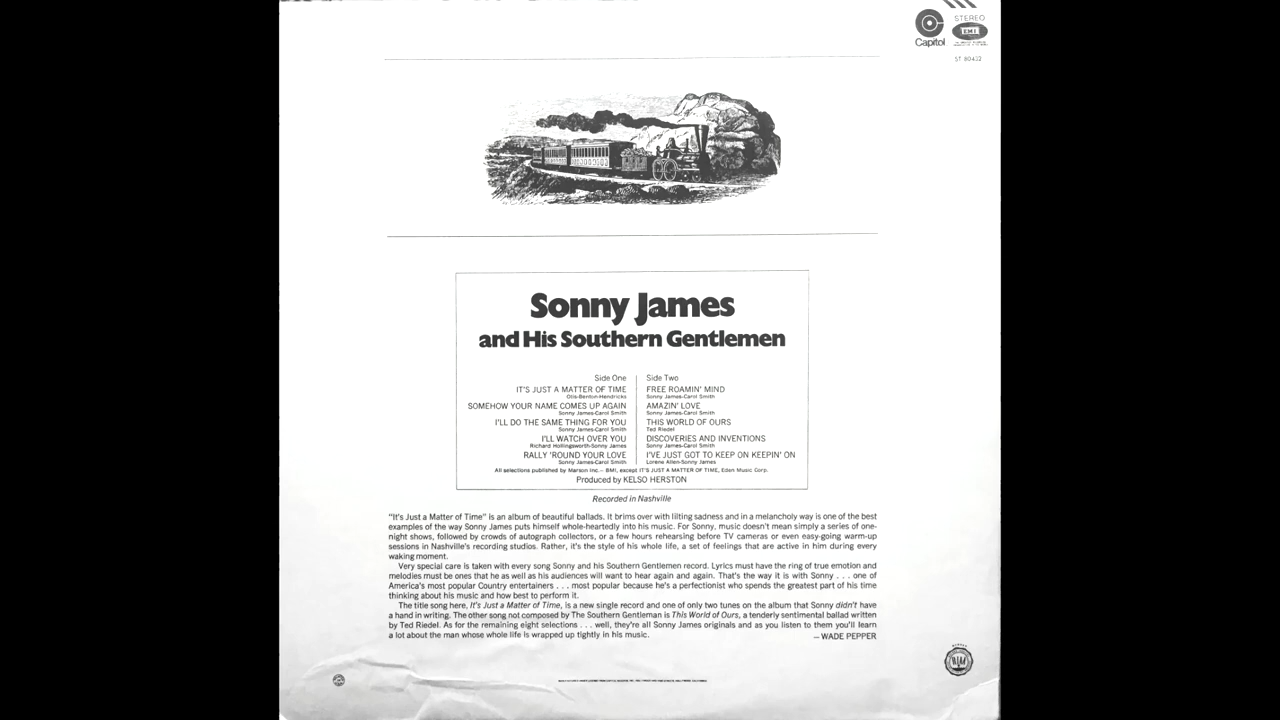 Capitol
STEREO
EMI
ST 80432
Sonny James
and His Southern Gentlemen
Side One
IT'S JUST A MATTER OF TIME
Otis-Benton-Hendricks
SOMEHOW YOUR NAME COMES UP AGAIN
Sonny James-Carol Smith
I'LL DO THE SAME THING FOR YOU
Sonny James-Carol Smith
I'LL WATCH OVER YOU
Richard Hollingsworth-Sonny James
RALLY 'ROUND YOUR LOVE
Sonny James-Carol Smith
Side Two
FREE ROAMIN' MIND
Sonny James-Carol Smith
AMAZIN' LOVE
Sonny James-Carol Smith
THIS WORLD OF OURS
Ted Riedel
DISCOVERIES AND INVENTIONS
Sonny James-Carol Smith
I'VE JUST GOT TO KEEP ON KEEPIN' ON
Lorene Allen-Sonny James
All selections published by Marson Inc.— BMI, except IT'S JUST A MATTER OF TIME, Eden Music Corp.
Produced by KELSO HERSTON
Recorded in Nashville
"It's Just a Matter of Time" is an album of beautiful ballads. It brims over with lilting sadness and in a melancholy way is one of the best
examples of the way Sonny James puts himself whole-heartedly into his music. For Sonny, music doesn't mean simply a series of one-
night shows, followed by crowds of autograph collectors, or a few hours rehearsing before TV cameras or even easy-going warm-up
sessions in Nashville's recording studios. Rather, it's the style of his whole life, a set of feelings that are active in him during every
waking moment.
Very special care is taken with every song Sonny and his Southern Gentlemen record. Lyrics must have the ring of true emotion and
melodies must be ones that he as well as his audiences will want to hear again and again. That's the way it is with Sonny . . . one of
America's most popular Country entertainers . . . most popular because he's a perfectionist who spends the greatest part of his time
thinking about his music and how best to perform it.
The title song here, It's Just a Matter of Time, is a new single record and one of only two tunes on the album that Sonny didn't have
a hand in writing. The other song not composed by The Southern Gentleman is This World of Ours, a tenderly sentimental ballad written
by Ted Riedel. As for the remaining eight selections . . . well, they're all Sonny James originals and as you listen to them you'll learn
a lot about the man whose whole life is wrapped up tightly in his music.
— WADE PEPPER